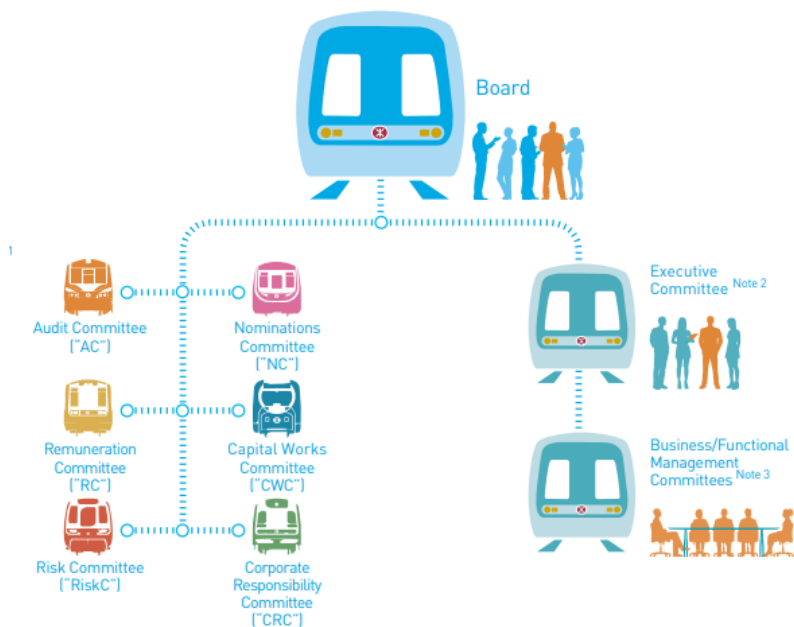 Board
1
Executive
Committee Note 2
Audit Committee
("AC")
Nominations
Committee
("NC")
Remuneration
Committee
("RC")
Capital Works
Committee
("CWC")
Business/Functional
Management
Committees Note 3
Risk Committee
("RiskC")
Corporate
Responsibility
Committee
("CRC")